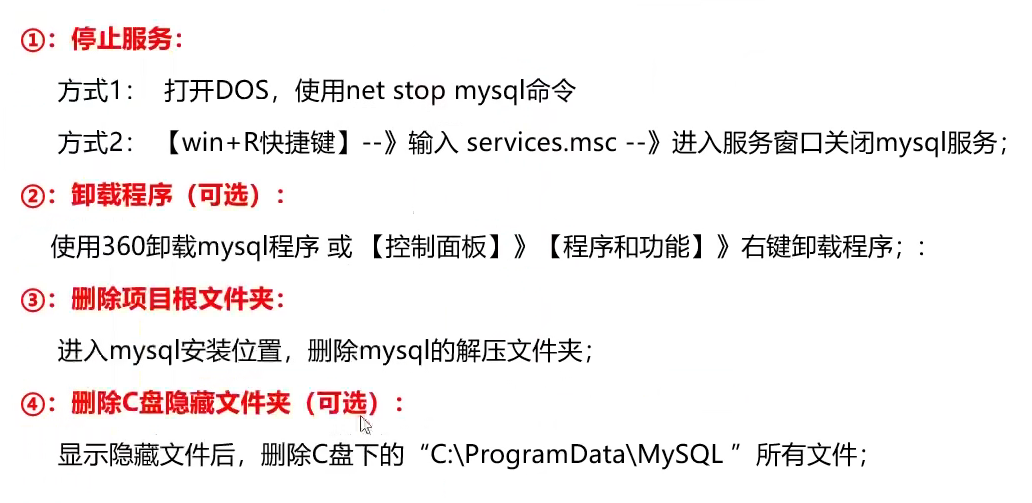 ①：停止服务：
方式1： 打开DOS，使用net stop mysql命令
方式2：【win+R快捷键】--》输入 services.msc --》进入服务窗口关闭mysql服务；
②：卸载程序（可选）：
使用360卸载mysql程序 或 【控制面板】》【程序和功能】》右键卸载程序；:
③：删除项目根文件夹：
进入mysql安装位置，删除mysql的解压文件夹；
④：删除C盘隐藏文件夹（可选）：
显示隐藏文件后，删除C盘下的“C:\ProgramData\MySQL ”所有文件；